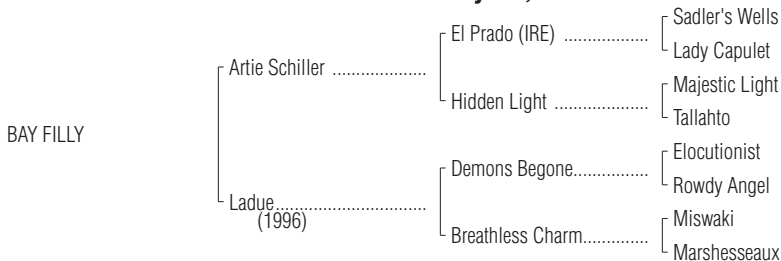 Sadler's Wells
El Prado (IRE) ..................
Lady Capulet
Artie Schiller ....................
Majestic Light
Hidden Light ....................
Tallahto
BAY FILLY
Elocutionist
Demons Begone................
Rowdy Angel
Ladue................................
(1996)
Miswaki
Breathless Charm..............
Marshesseaux